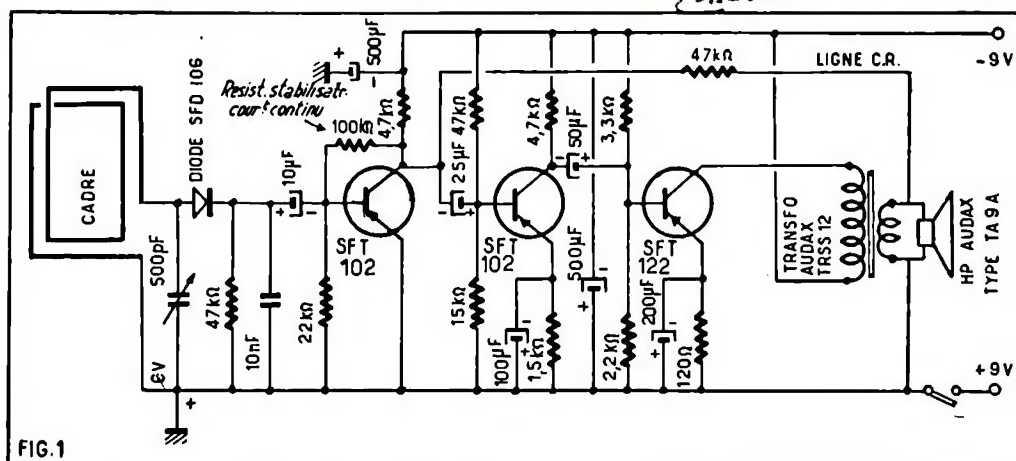 500µF
+
-
47kΩ
LIGNE C.R.
-9V
CADRE
DIODE SFD 106
Resist. stabilisatr.
court continu
100kΩ
4,7kΩ
47kΩ
4,7kΩ
50µF
- +
3,3kΩ
10µF
+ -
25µF
- +
SFT
102
SFT
102
SFT
122
TRANSFO
AUDAX
TRSS 12
HP AUDAX
TYPE TA9A
500pF
CV
47kΩ
10nF
22kΩ
15kΩ
100µF
-
+
1,5kΩ
500µF
-
+
2,2kΩ
200µF
-
+
120Ω
+
+9V
FIG.1